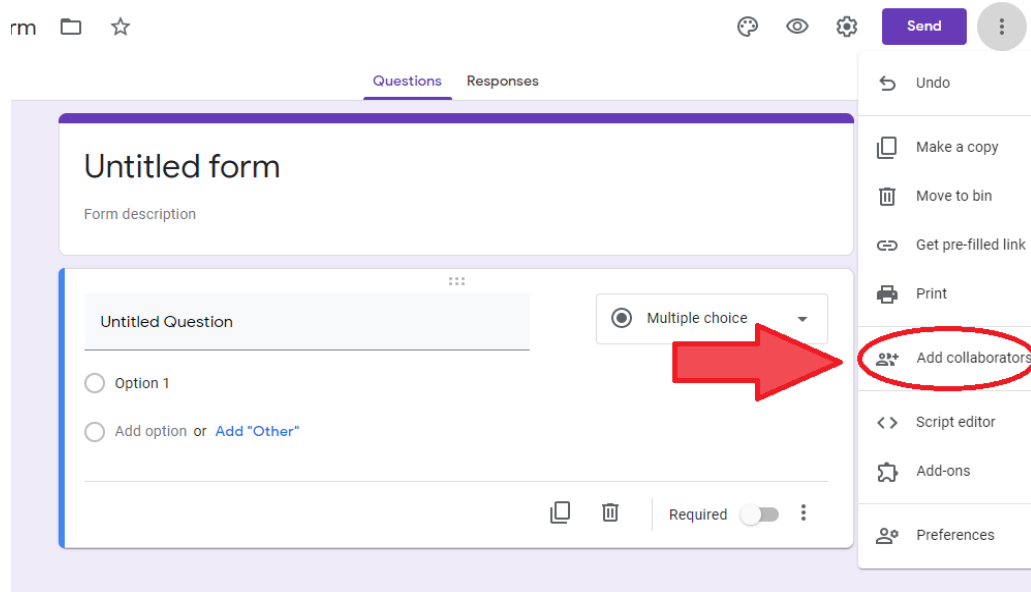 rm
Send
Questions Responses
Undo
Untitled form
Make a copy
Form description
Move to bin
Get pre-filled link
Print
Untitled Question
Multiple choice
Add collaborators
Option 1
Add option or Add "Other"
Script editor
Add-ons
Required
Preferences